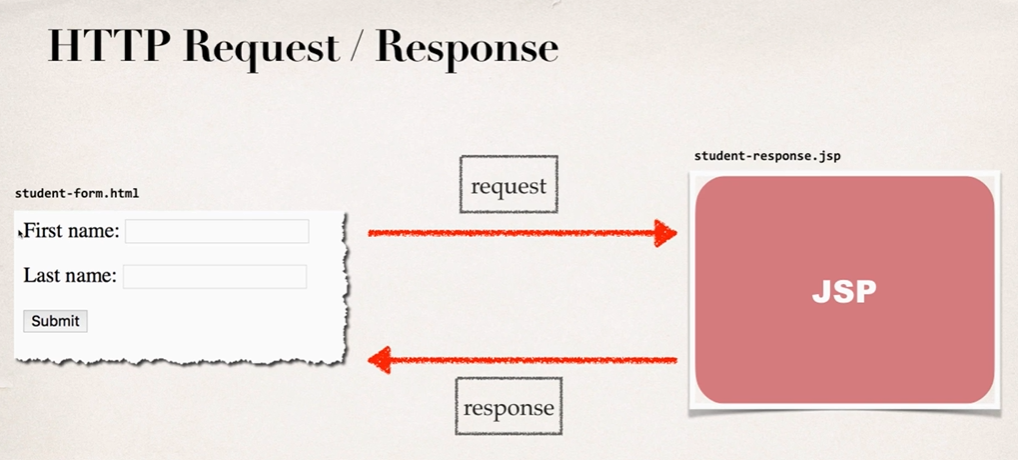 HTTP Request / Response
student-form.html
First name:
Last name:
Submit
request
response
student-response.jsp
JSP